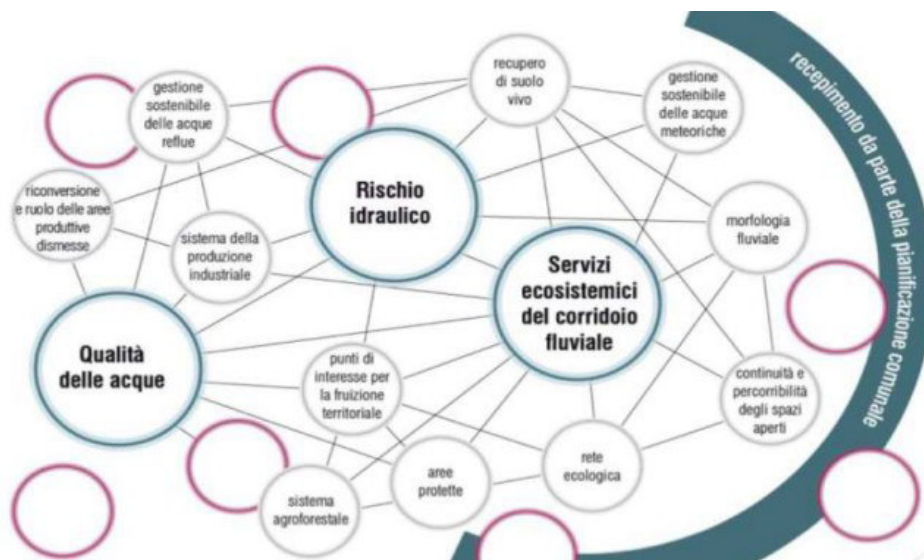 gestione
sostenibile
delle acque
reflue
recupero
di suolo
vivo
gestione
sostenibile
delle acque
meteoriche
recepimento da parte della pianificazione comunale
riconversione
e ruolo delle aree
produttive
dismesse
Rischio
idraulico
sistema della
produzione
industriale
morfologia
fluviale
Servizi
ecosistemici
del corridoio
fluviale
Qualità
delle acque
punti di
interesse per
la fruizione
territoriale
continuità e
percorribilità
degli spazi
aperti
sistema
agroforestale
aree
protette
rete
ecologica